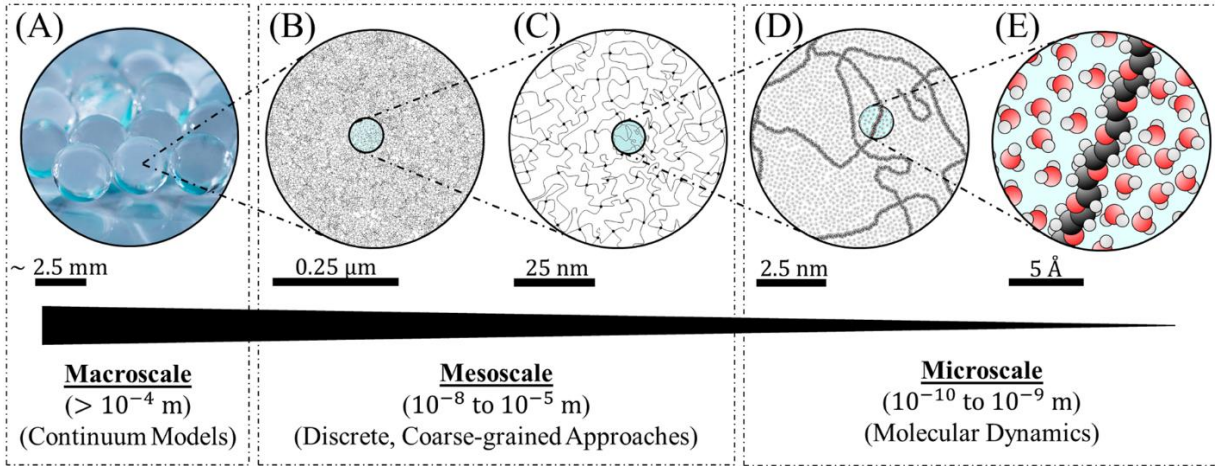 (A)
(B)
(C)
(D)
(E)
~ 2.5 mm
0.25 μm
25 nm
2.5 nm
5 Å
Macroscale
(> 10⁻⁴ m)
(Continuum Models)
Mesoscale
(10⁻⁸ to 10⁻⁵ m)
(Discrete, Coarse-grained Approaches)
Microscale
(10⁻¹⁰ to 10⁻⁹ m)
(Molecular Dynamics)